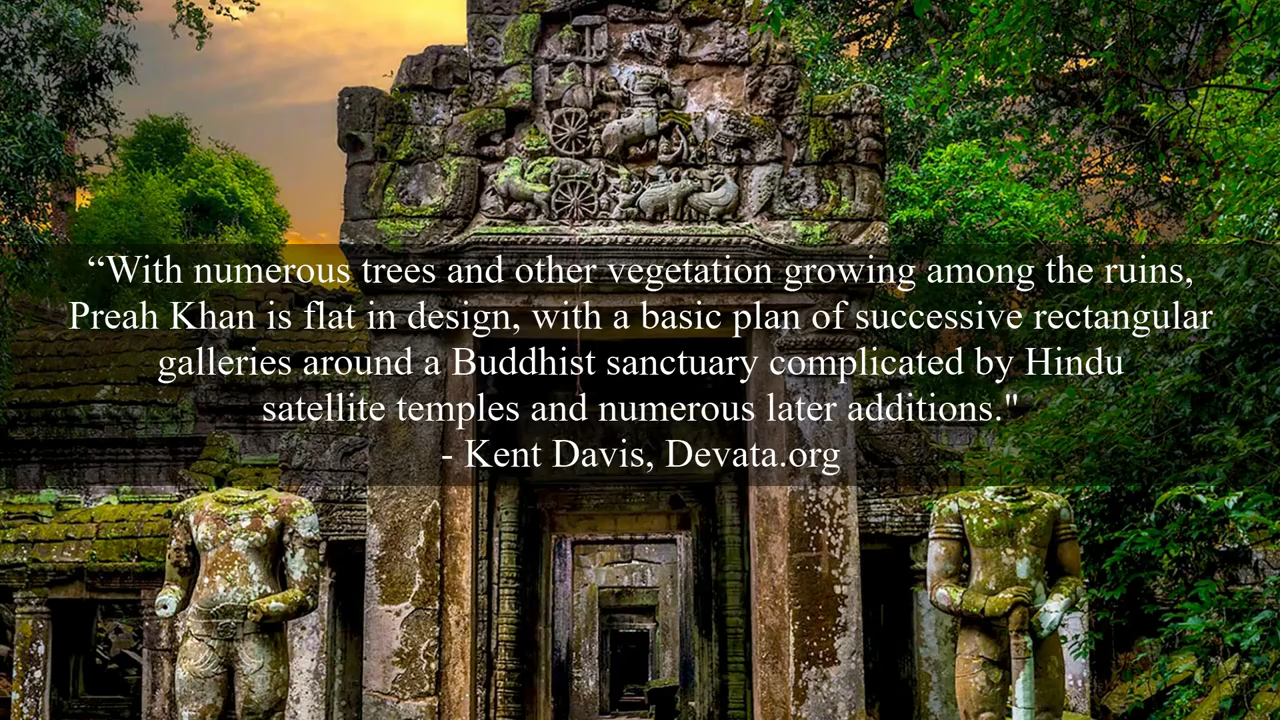 “With numerous trees and other vegetation growing among the ruins,
Preah Khan is flat in design, with a basic plan of successive rectangular
galleries around a Buddhist sanctuary complicated by Hindu
satellite temples and numerous later additions."
- Kent Davis, Devata.org